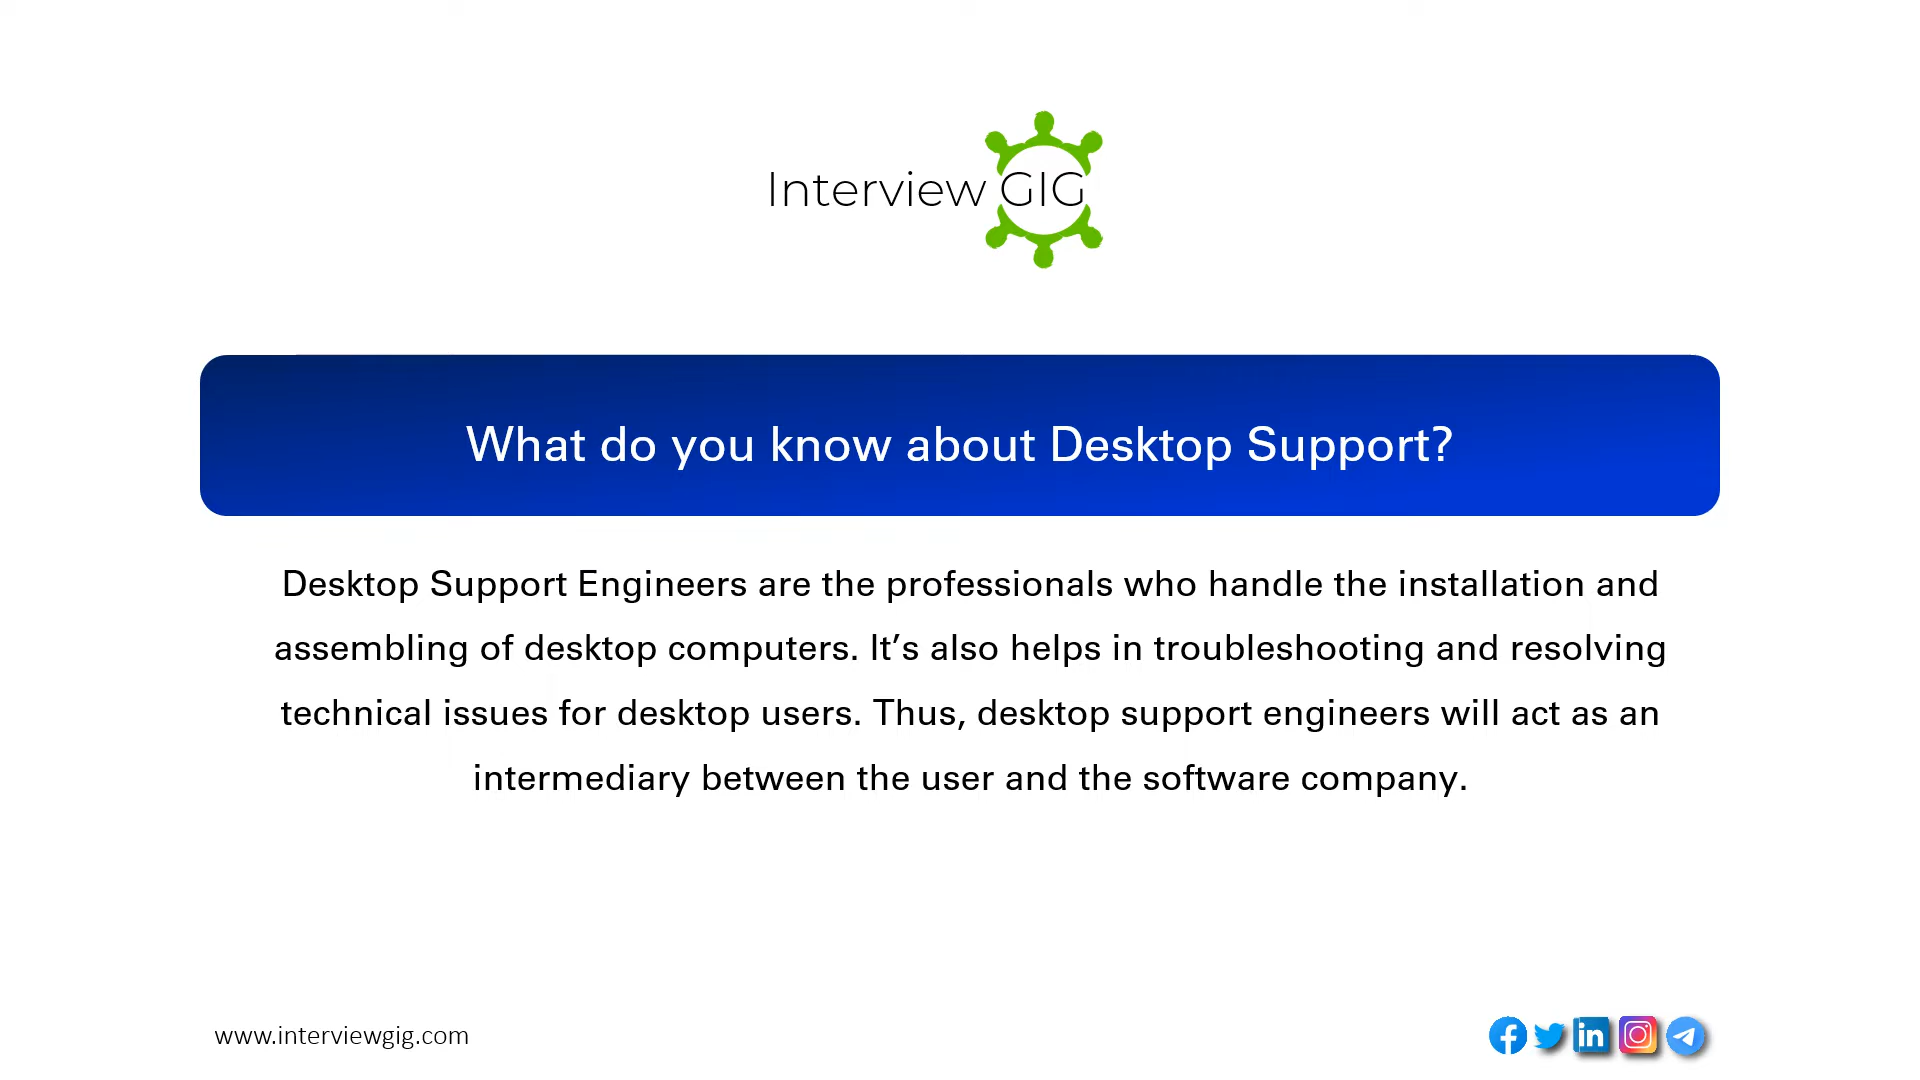 Interview GIG
What do you know about Desktop Support?
Desktop Support Engineers are the professionals who handle the installation and
assembling of desktop computers. It’s also helps in troubleshooting and resolving
technical issues for desktop users. Thus, desktop support engineers will act as an
intermediary between the user and the software company.
www.interviewgig.com
in